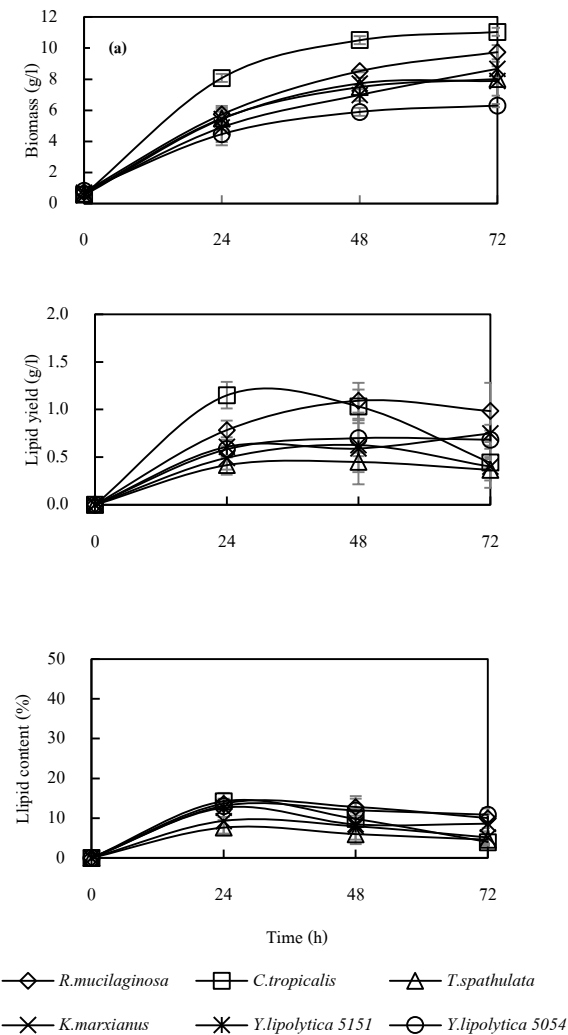 12
10
8
6
4
2
0
(a)
Biomass (g/l)
0 24 48 72
2.0
1.5
1.0
0.5
0.0
Lipid yield (g/l)
0 24 48 72
50
40
30
20
10
0
Llipid content (%)
0 24 48 72
Time (h)
R.mucilaginosa C.tropicalis T.spathulata
K.marxianus Y.lipolytica 5151 Y.lipolytica 5054